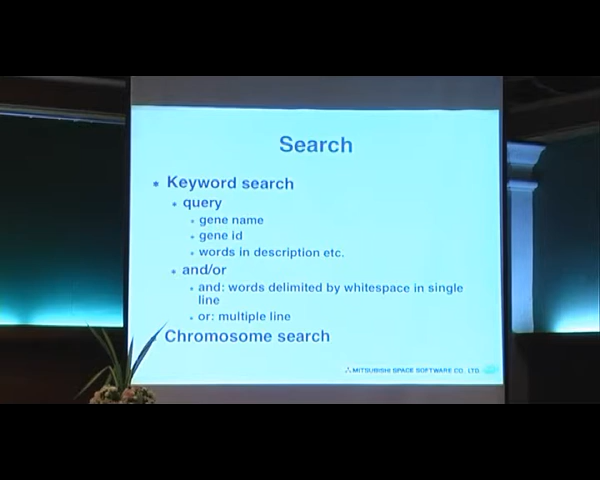 Search
• Keyword search
• query
• gene name
• gene id
• words in description etc.
• and/or
• and: words delimited by whitespace in single
line
• or: multiple line
Chromosome search
MITSUBISHI SPACE SOFTWARE CO., LTD.